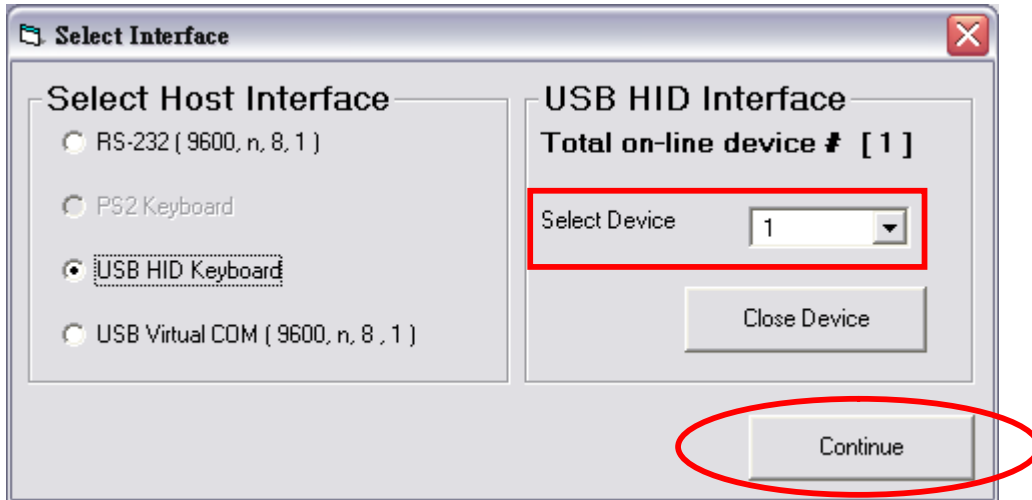 Select Interface
Select Host Interface
RS-232 ( 9600, n, 8, 1 )
PS2 Keyboard
USB HID Keyboard
USB Virtual COM ( 9600, n, 8 , 1 )
USB HID Interface
Total on-line device # [ 1 ]
Select Device 1
Close Device
Continue